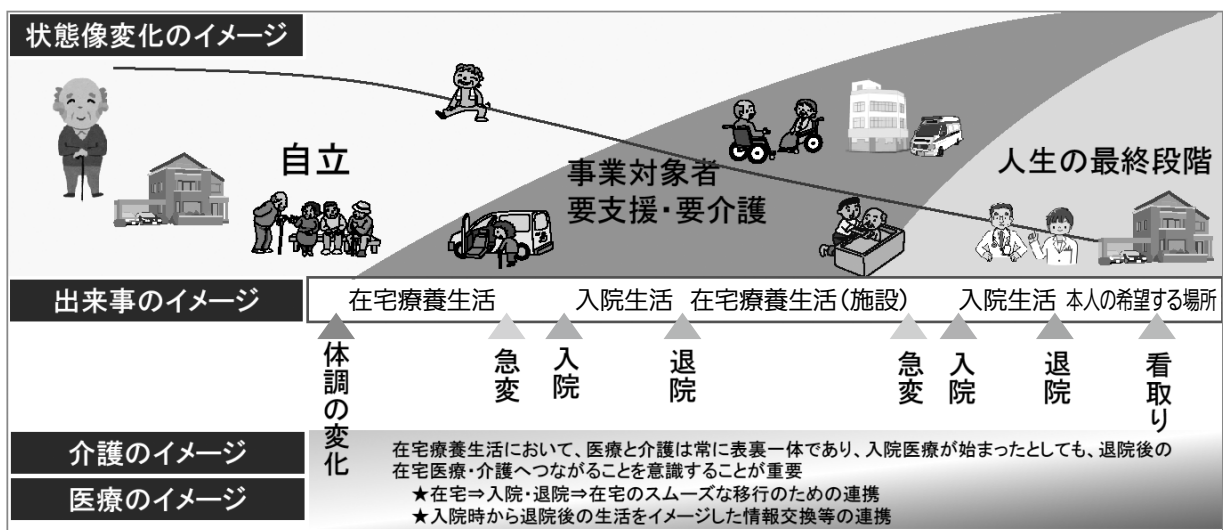 状態像変化のイメージ
自立
事業対象者
要支援・要介護
人生の最終段階
出来事のイメージ
在宅療養生活
入院生活
在宅療養生活(施設)
入院生活
本人の希望する場所
体調の変化
急変
入院
退院
急変
入院
退院
看取り
介護のイメージ
医療のイメージ
在宅療養生活において、医療と介護は常に表裏一体であり、入院医療が始まったとしても、退院後の
在宅医療・介護へつながることを意識することが重要
★在宅⇒入院・退院⇒在宅のスムーズな移行のための連携
★入院時から退院後の生活をイメージした情報交換等の連携